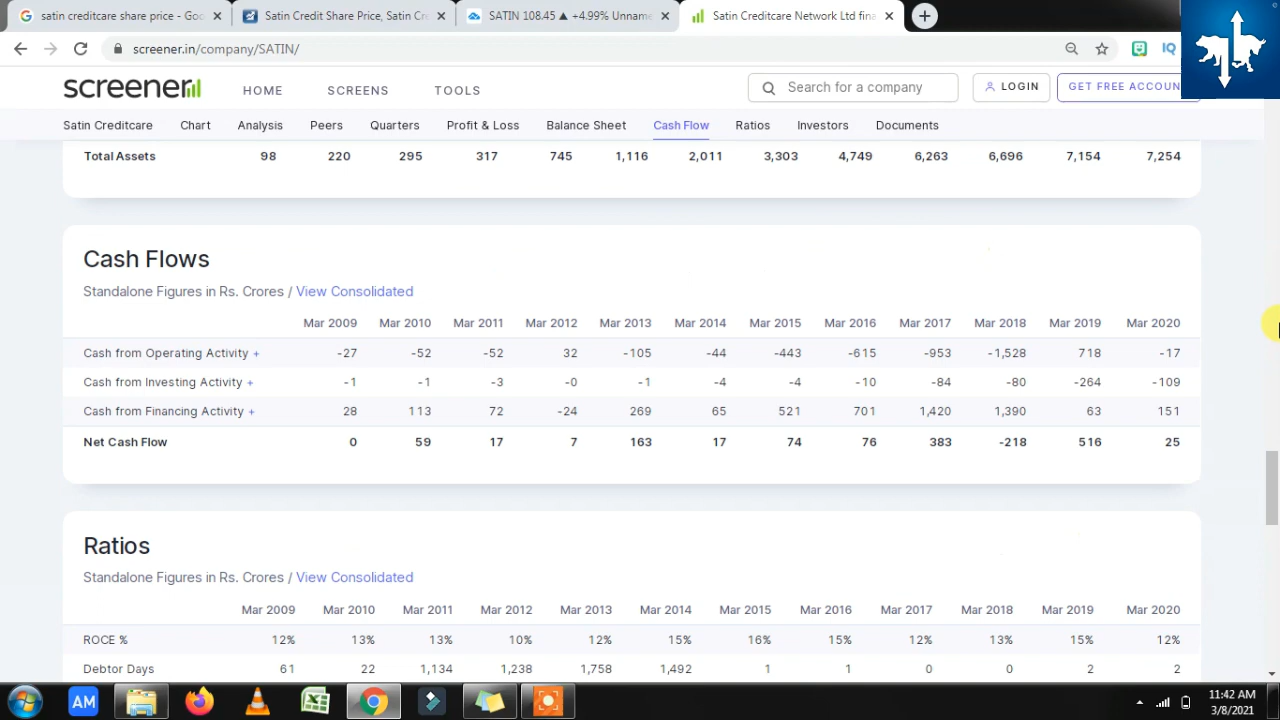 satin creditcare share price - Goo
Satin Credit Share Price, Satin Cr
SATIN 108.45 ▲ +4.99% Unname
Satin Creditcare Network Ltd fina
screener.in/company/SATIN/
IQ
screener
HOME
SCREENS
TOOLS
Search for a company
LOGIN
GET FREE ACCOUN
Satin Creditcare Chart Analysis Peers Quarters Profit & Loss Balance Sheet Cash Flow Ratios Investors Documents
Total Assets 98 220 295 317 745 1,116 2,011 3,303 4,749 6,263 6,696 7,154 7,254
Cash Flows
Standalone Figures in Rs. Crores / View Consolidated
Mar 2009 Mar 2010 Mar 2011 Mar 2012 Mar 2013 Mar 2014 Mar 2015 Mar 2016 Mar 2017 Mar 2018 Mar 2019 Mar 2020
Cash from Operating Activity + -27 -52 -52 32 -105 -44 -443 -615 -953 -1,528 718 -17
Cash from Investing Activity + -1 -1 -3 -0 -1 -4 -4 -10 -84 -80 -264 -109
Cash from Financing Activity + 28 113 72 -24 269 65 521 701 1,420 1,390 63 151
Net Cash Flow 0 59 17 7 163 17 74 76 383 -218 516 25
Ratios
Standalone Figures in Rs. Crores / View Consolidated
Mar 2009 Mar 2010 Mar 2011 Mar 2012 Mar 2013 Mar 2014 Mar 2015 Mar 2016 Mar 2017 Mar 2018 Mar 2019 Mar 2020
ROCE % 12% 13% 13% 10% 12% 15% 16% 15% 12% 13% 15% 12%
Debtor Days 61 22 1,134 1,238 1,758 1,492 1 1 0 0 2 2
AM
11:42 AM
3/8/2021